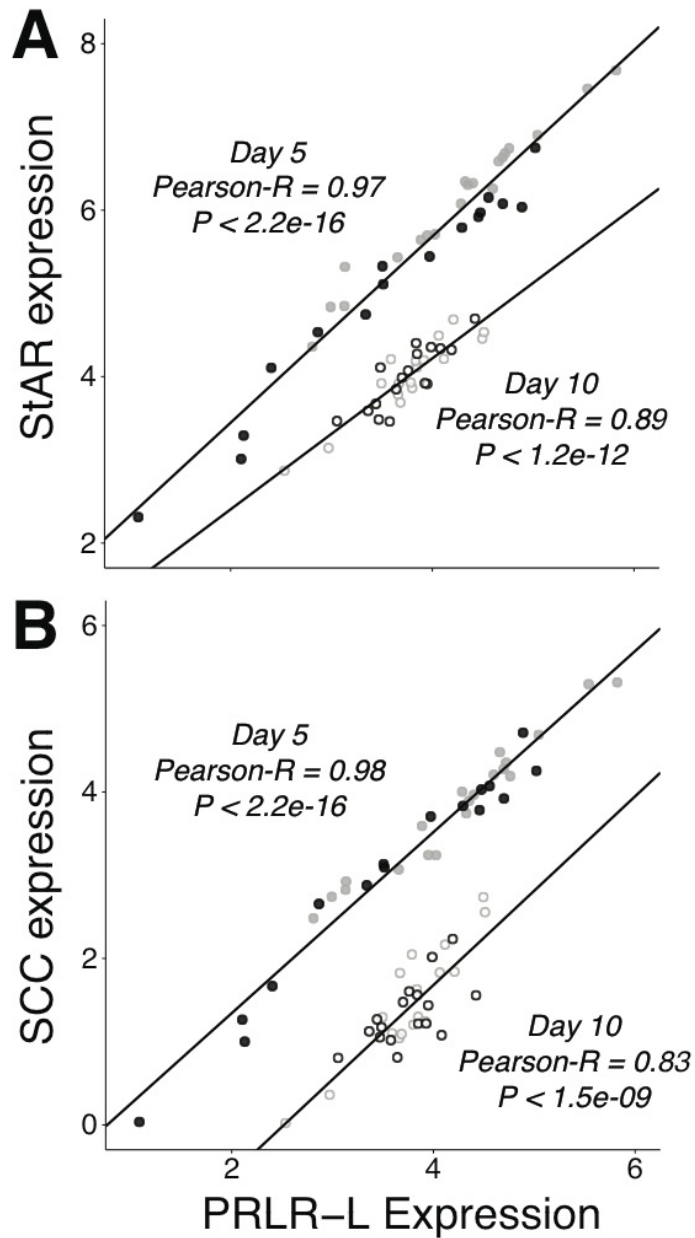 A
8
6
4
2
StAR expression
Day 5
Pearson-R = 0.97
P < 2.2e-16
Day 10
Pearson-R = 0.89
P < 1.2e-12
B
6
4
2
0
SCC expression
Day 5
Pearson-R = 0.98
P < 2.2e-16
Day 10
Pearson-R = 0.83
P < 1.5e-09
2 4 6
PRLR-L Expression